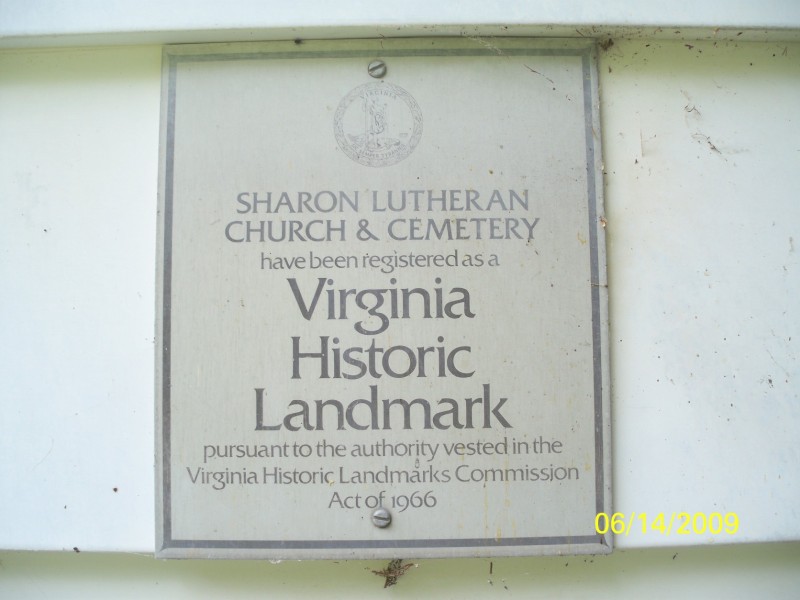 VIRGINIA
SHARON LUTHERAN
CHURCH & CEMETERY
have been registered as a
Virginia
Historic
Landmark
pursuant to the authority vested in the
Virginia Historic Landmarks Commission
Act of 1966
06/14/2009